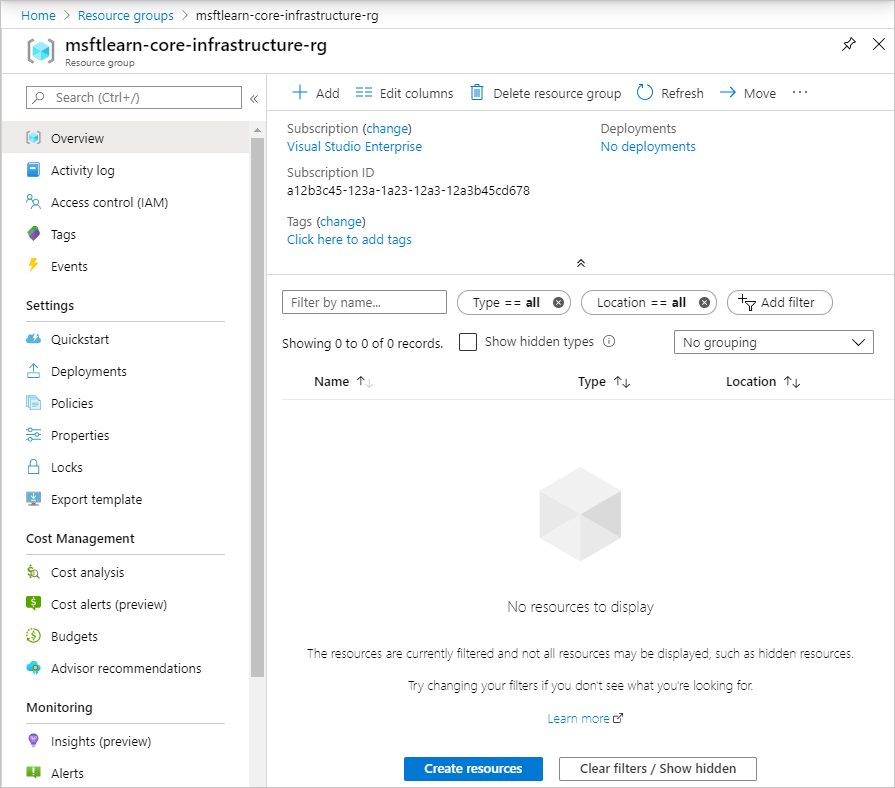 Home > Resource groups > msftlearn-core-infrastructure-rg
msftlearn-core-infrastructure-rg
Resource group
Search (Ctrl+/)
«
Overview
Activity log
Access control (IAM)
Tags
Events
Settings
Quickstart
Deployments
Policies
Properties
Locks
Export template
Cost Management
Cost analysis
Cost alerts (preview)
Budgets
Advisor recommendations
Monitoring
Insights (preview)
Alerts
Add Edit columns Delete resource group Refresh Move ...
Subscription (change)
Visual Studio Enterprise
Subscription ID
a12b3c45-123a-1a23-12a3-12a3b45cd678
Tags (change)
Click here to add tags
Deployments
No deployments
Filter by name... Type == all Location == all Add filter
Showing 0 to 0 of 0 records. Show hidden types No grouping
Name Type Location
No resources to display
The resources are currently filtered and not all resources may be displayed, such as hidden resources.
Try changing your filters if you don't see what you're looking for.
Learn more
Create resources Clear filters / Show hidden